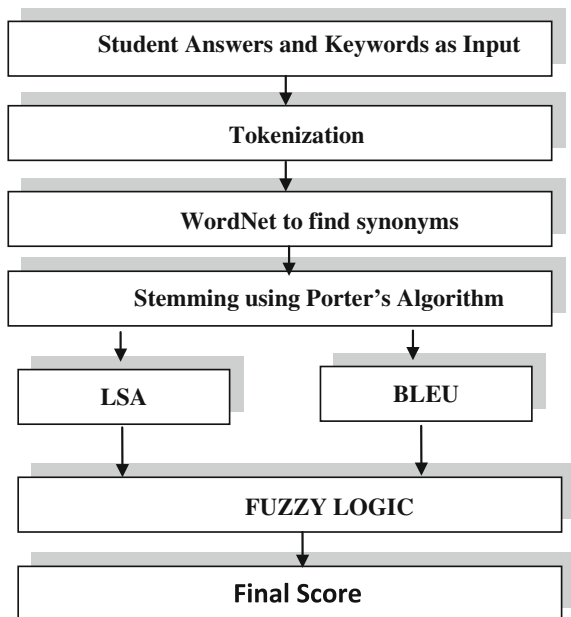 Student Answers and Keywords as Input
Tokenization
WordNet to find synonyms
Stemming using Porter's Algorithm
LSA
BLEU
FUZZY LOGIC
Final Score